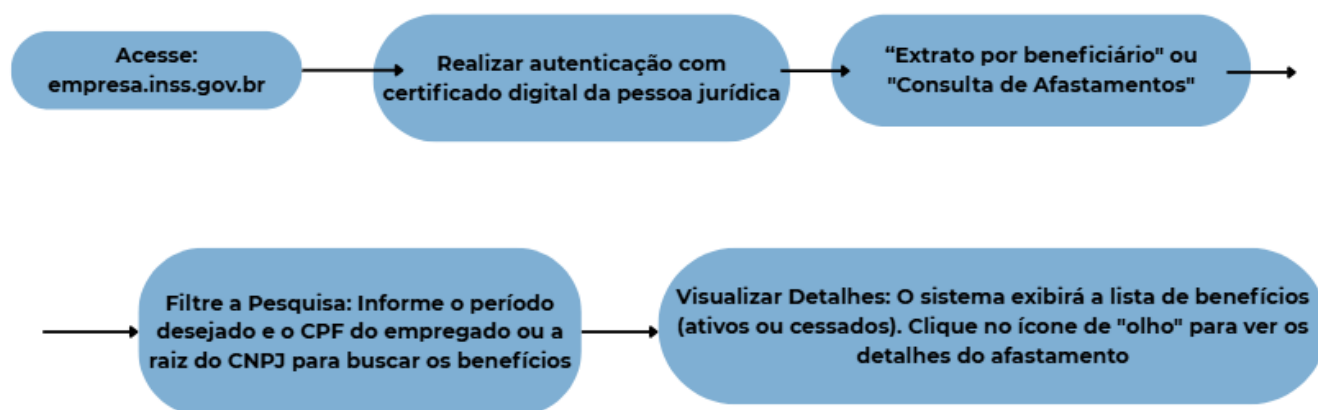 Acesse:
empresa.inss.gov.br
Realizar autenticação com
certificado digital da pessoa jurídica
“Extrato por beneficiário" ou
"Consulta de Afastamentos"
Filtre a Pesquisa: Informe o período
desejado e o CPF do empregado ou a
raiz do CNPJ para buscar os benefícios
Visualizar Detalhes: O sistema exibirá a lista de benefícios
(ativos ou cessados). Clique no ícone de "olho" para ver os
detalhes do afastamento